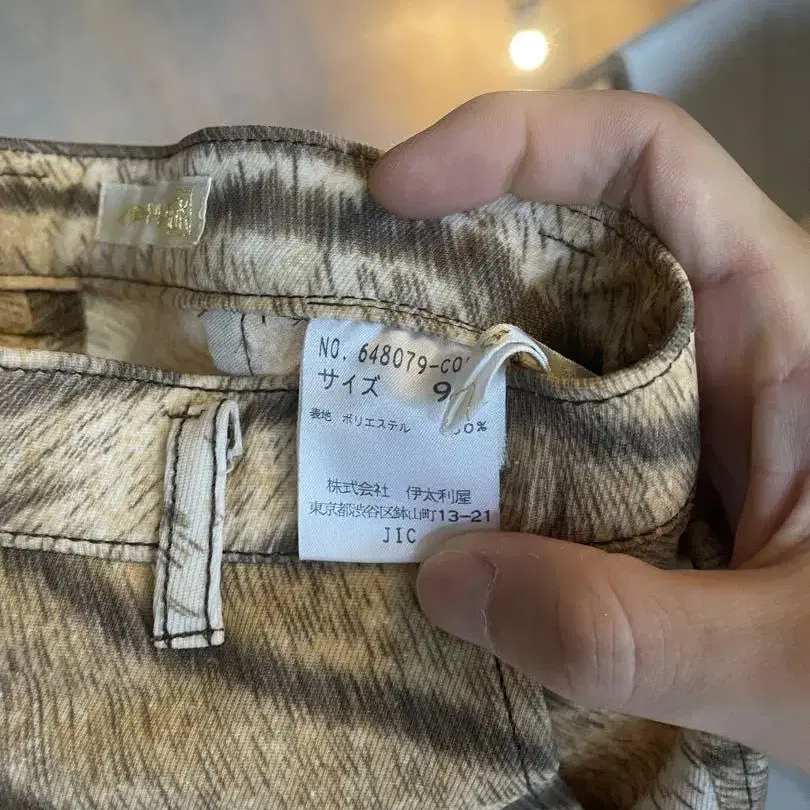 NO. 648079-CO
サイズ 9
表地 ポリエステル
株式会社 伊太利屋
東京都渋谷区鉢山町13-21
JIC